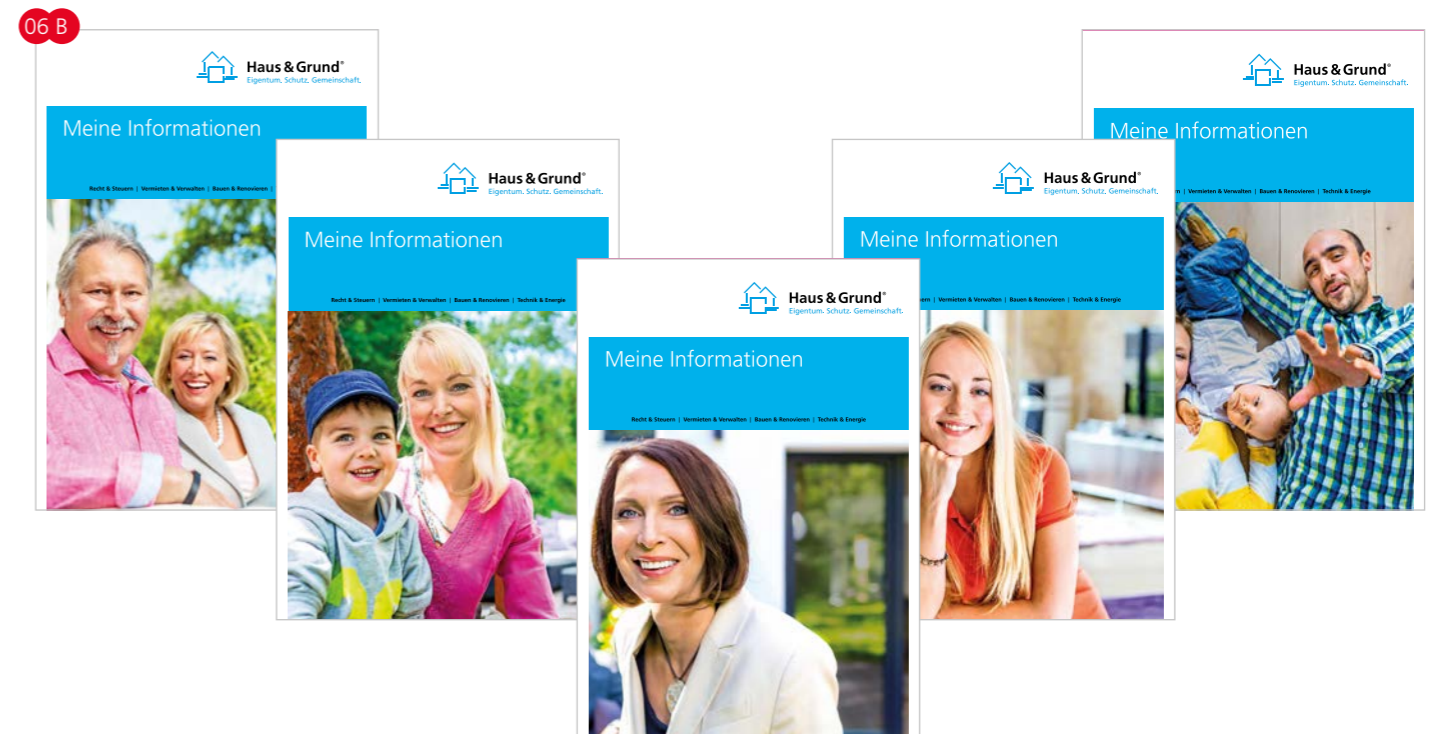 06 B
Haus & Grund®
Eigentum. Schutz. Gemeinschaft.
Meine Informationen
Recht & Steuern | Vermieten & Verwalten | Bauen & Renovieren |
Haus & Grund®
Eigentum. Schutz. Gemeinschaft.
Meine Informationen
Recht & Steuern | Vermieten & Verwalten | Bauen & Renovieren | Technik & Energie
Haus & Grund®
Eigentum. Schutz. Gemeinschaft.
Meine Informationen
Recht & Steuern | Vermieten & Verwalten | Bauen & Renovieren | Technik & Energie
Haus & Grund®
Eigentum. Schutz. Gemeinschaft.
Meine Informationen
| Vermieten & Verwalten | Bauen & Renovieren | Technik & Energie
Haus & Grund®
Eigentum. Schutz. Gemeinschaft.
Meine Informationen
| Vermieten & Verwalten | Bauen & Renovieren | Technik & Energie